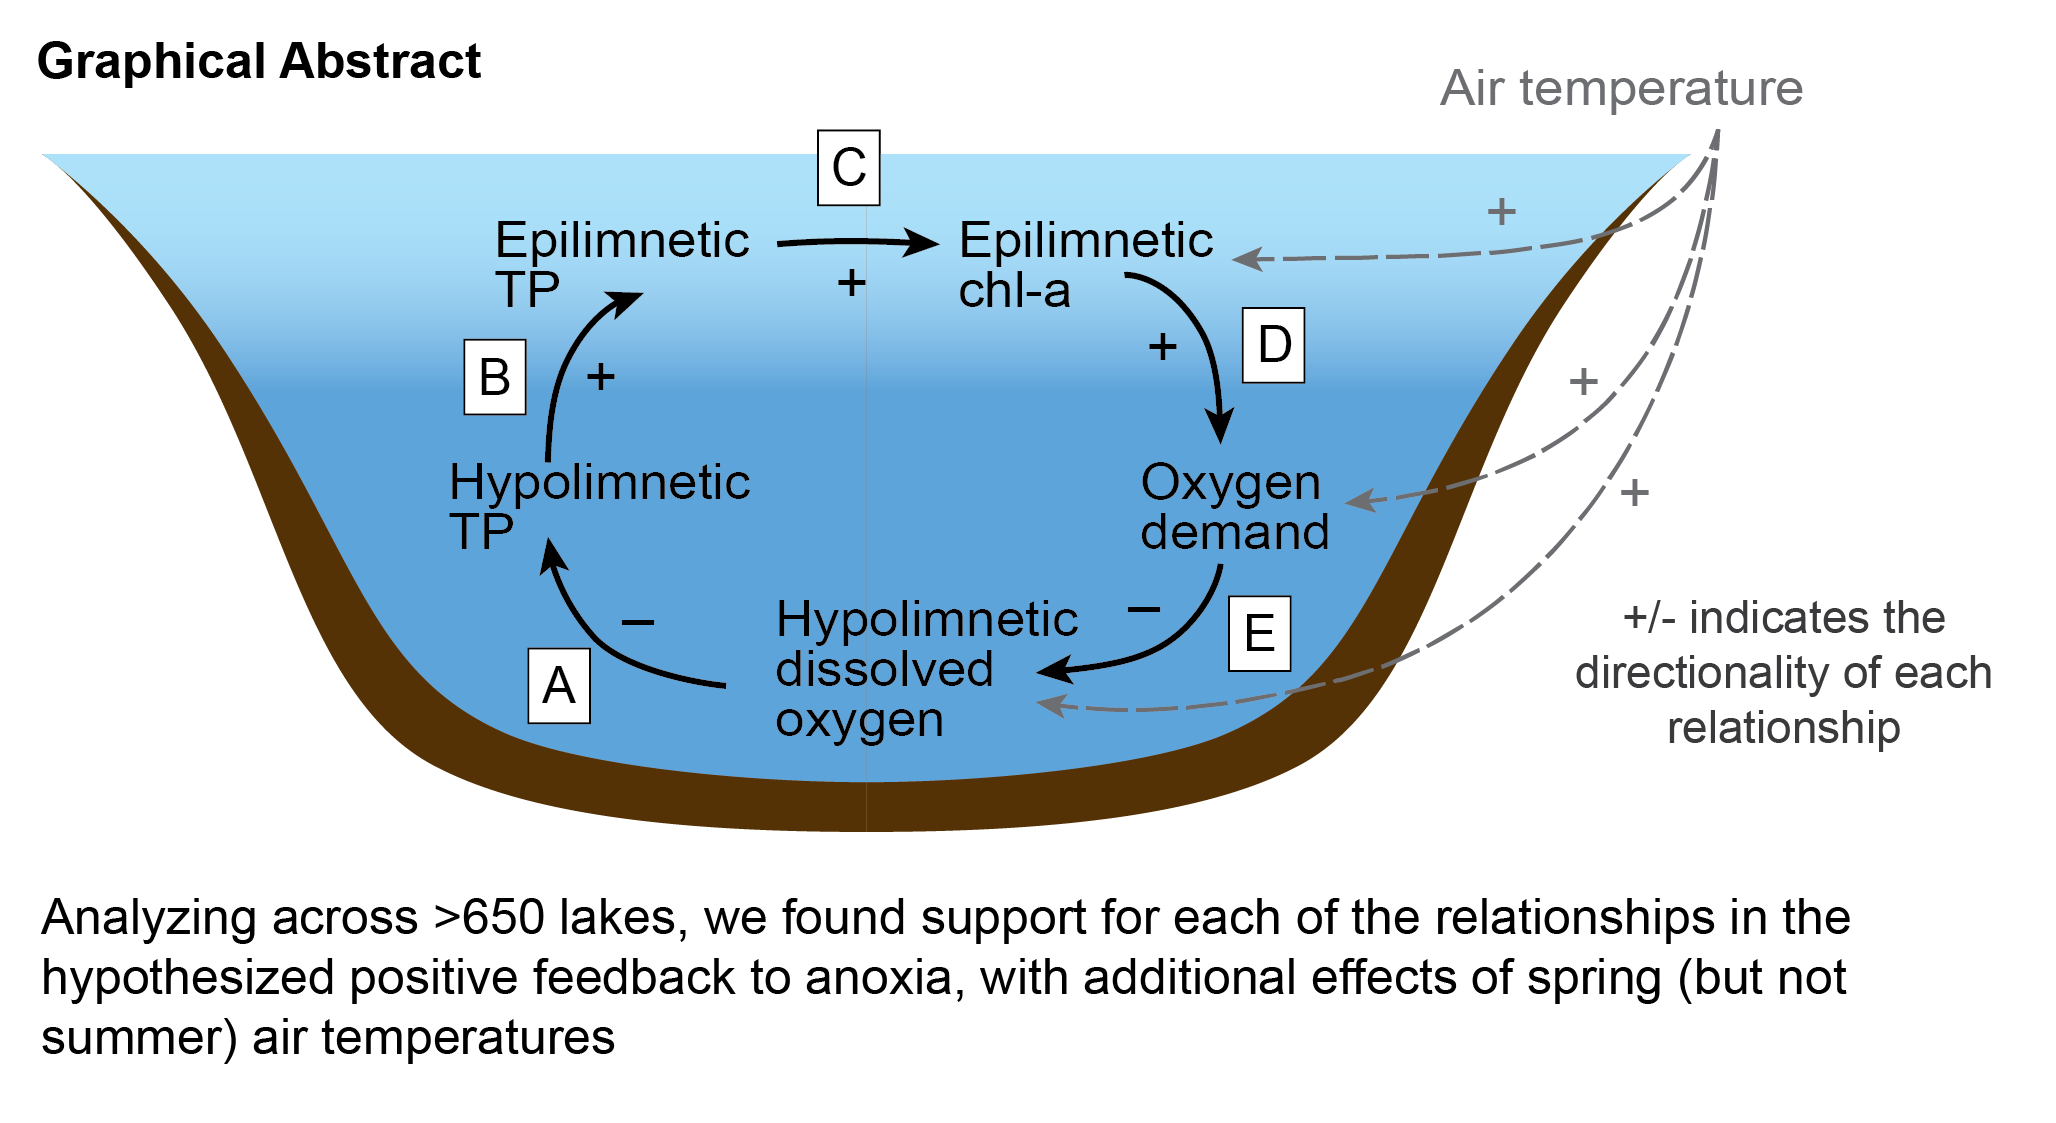 Graphical Abstract
Air temperature
C
Epilimnetic
TP
+
Epilimnetic
chl-a
+
B
+
+
D
+
Hypolimnetic
TP
Oxygen
demand
+
A
–
Hypolimnetic
dissolved
oxygen
–
E
+/- indicates the
directionality of each
relationship
Analyzing across >650 lakes, we found support for each of the relationships in the
hypothesized positive feedback to anoxia, with additional effects of spring (but not
summer) air temperatures